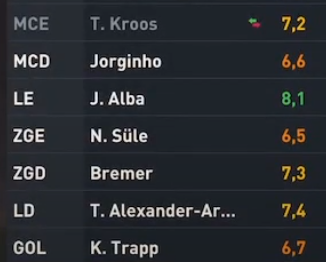 MCE T. Kroos 7,2
MCD Jorginho 6,6
LE J. Alba 8,1
ZGE N. Süle 6,5
ZGD Bremer 7,3
LD T. Alexander-Ar... 7,4
GOL K. Trapp 6,7